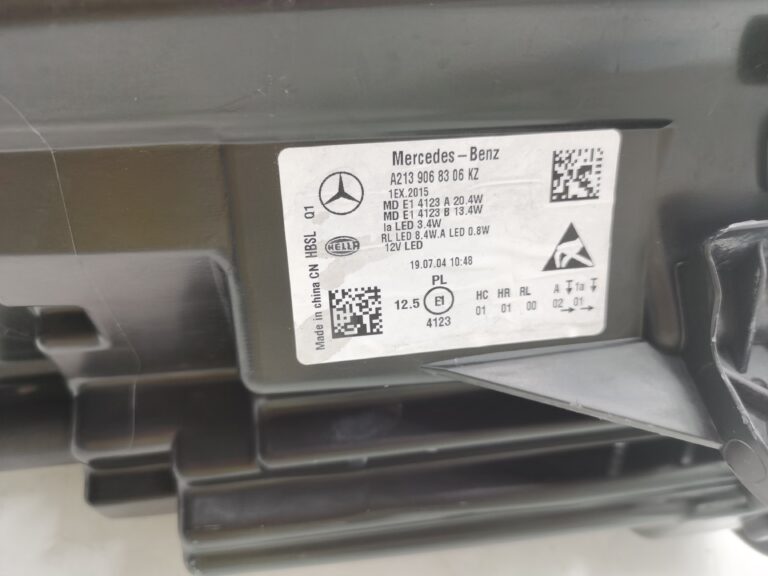 Mercedes-Benz
A213 906 83 06 KZ
1EX.2015
MD E1 4123 A 20.4W
MD E1 4123 B 13.4W
la LED 3.4W
RL LED 8.4W.A LED 0.8W
12V LED
HELLA
19.07.04 10:48
Made in china CN HBSL Q1
PL
12.5 E1
4123
HC HR RL A 1a
01 01 00 02 01